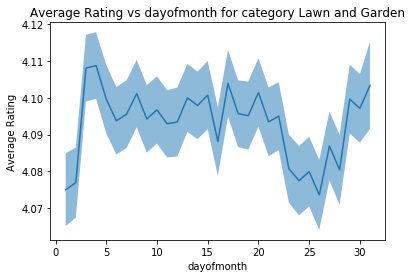 Average Rating vs dayofmonth for category Lawn and Garden
4.12
4.11
4.10
4.09
4.08
4.07
Average Rating
0 5 10 15 20 25 30
dayofmonth